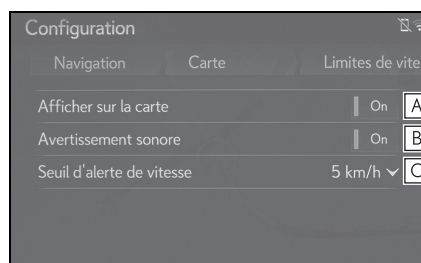 Configuration
Navigation Carte Limites de vite
Afficher sur la carte On A
Avertissement sonore On B
Seuil d'alerte de vitesse 5 km/h C